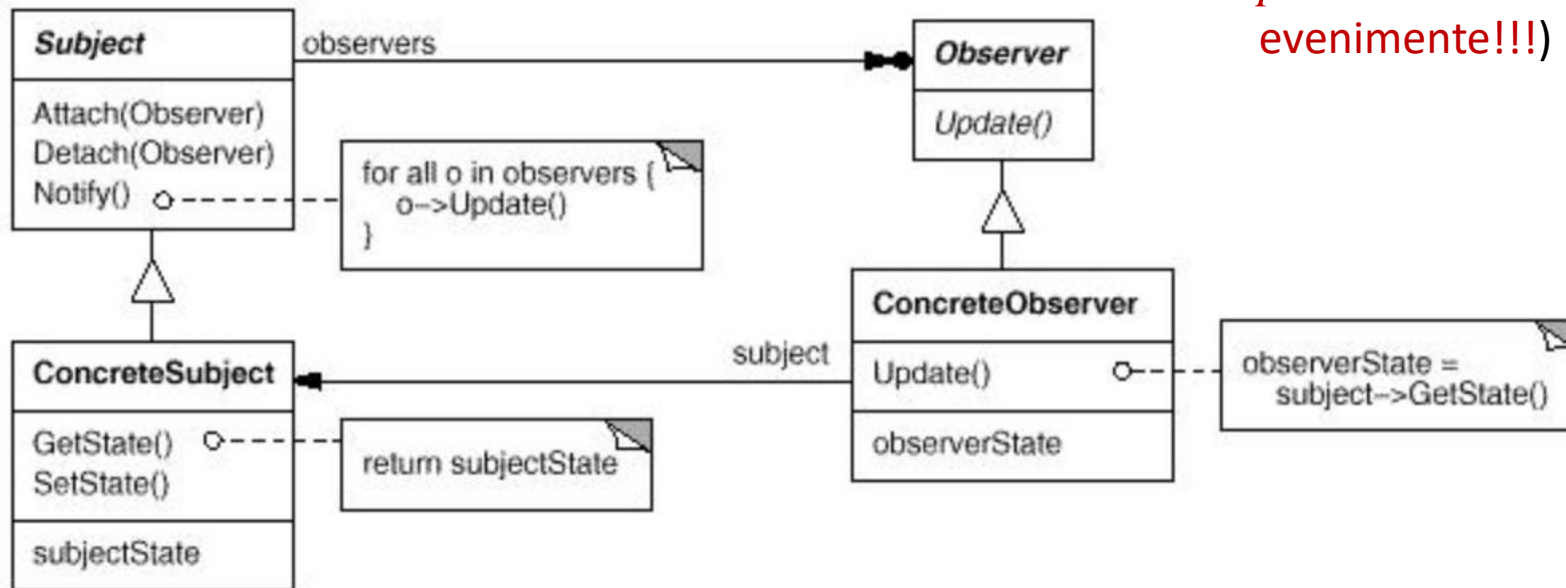 evenimente!!!)
Subject
Attach(Observer)
Detach(Observer)
Notify()
observers
for all o in observers {
o–>Update()
}
Observer
Update()
ConcreteSubject
GetState()
SetState()
subjectState
return subjectState
subject
ConcreteObserver
Update()
observerState
observerState =
subject–>GetState()